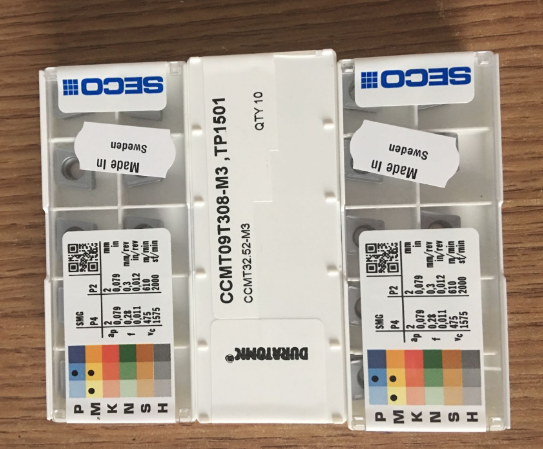 SECO
Made In
Sweden
SMG P4 P2
ap 2 2 mm
0,079 0,079 in
f 0,28 0,3 mm/rev
0,011 0,012 in/rev
vc 475 610 m/min
1575 2000 sf/min
P
M
K
N
S
H
CCMT09T308-M3 ,TP1501
CCMT32.52-M3
QTY 10
DURATOMIC®
SECO
Made In
Sweden
SMG P4 P2
ap 2 2 mm
0,079 0,079 in
f 0,28 0,3 mm/rev
0,011 0,012 in/rev
vc 475 610 m/min
1575 2000 sf/min
P
M
K
N
S
H